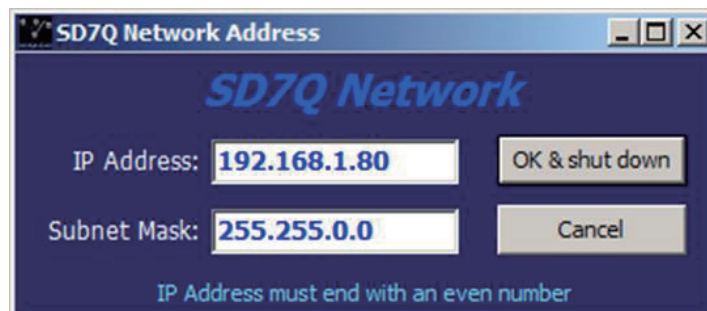 SD7Q Network Address
SD7Q Network
IP Address: 192.168.1.80 OK & shut down
Subnet Mask: 255.255.0.0 Cancel
IP Address must end with an even number